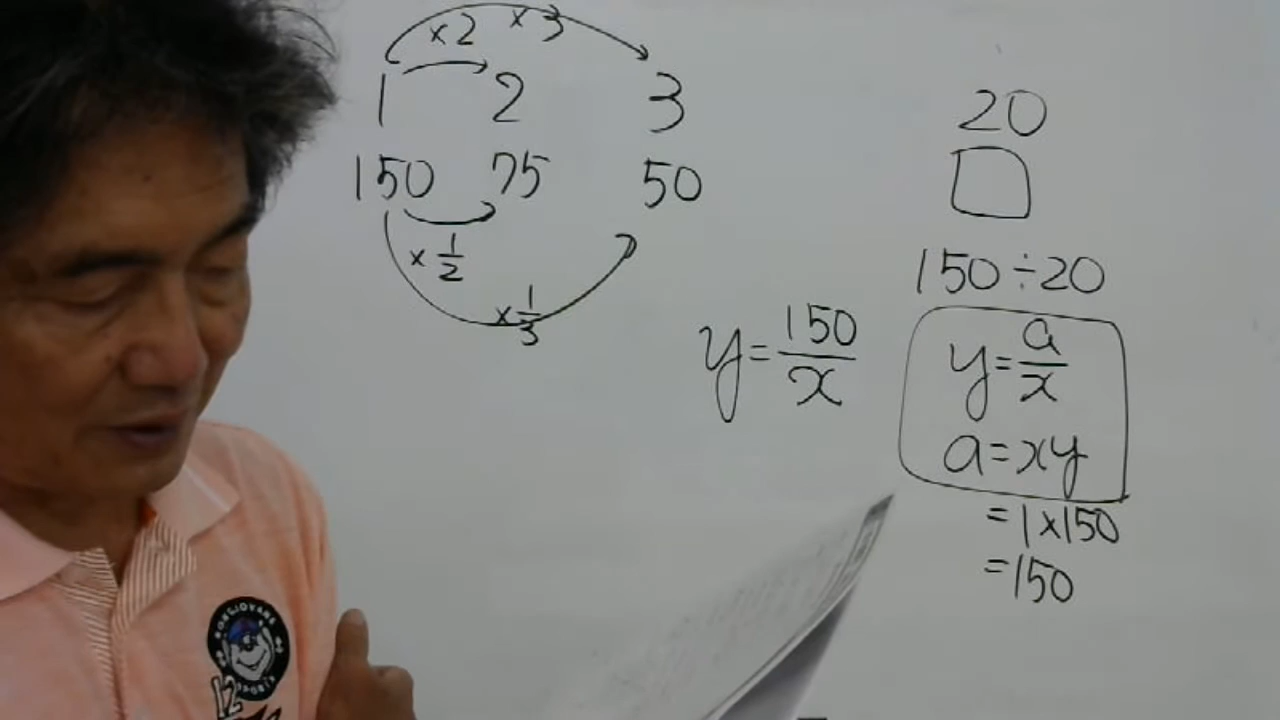 ×2 ×3
1 2 3
150 75 50
×1/2
×1/3
20
□
150÷20
y=150/x
y=a/x
a=xy
=1×150
=150
12